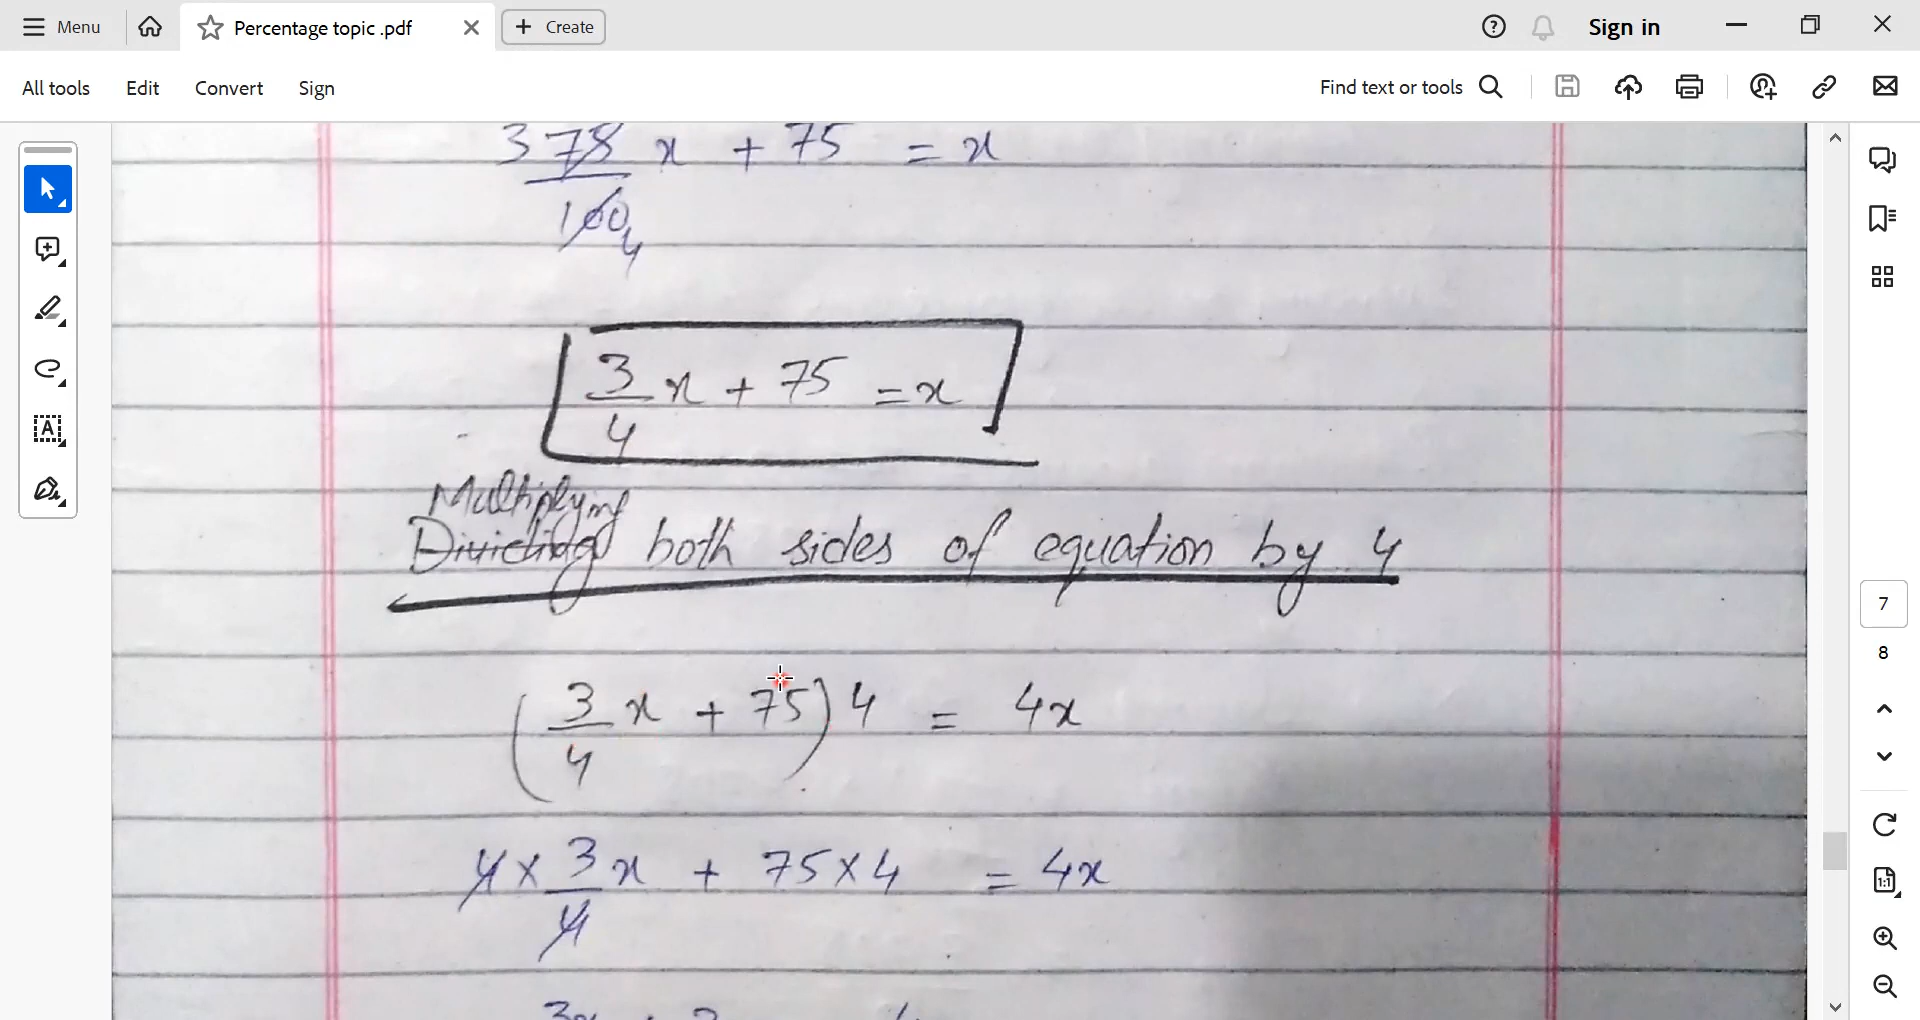 Menu Percentage topic .pdf Create Sign in
All tools Edit Convert Sign Find text or tools
3 75 x + 75 = x
100 4
3/4 x + 75 = x
Multiplying
Dividing both sides of equation by 4
(3/4 x + 75) 4 = 4x
4 × 3/4 x + 75 × 4 = 4x
7
8